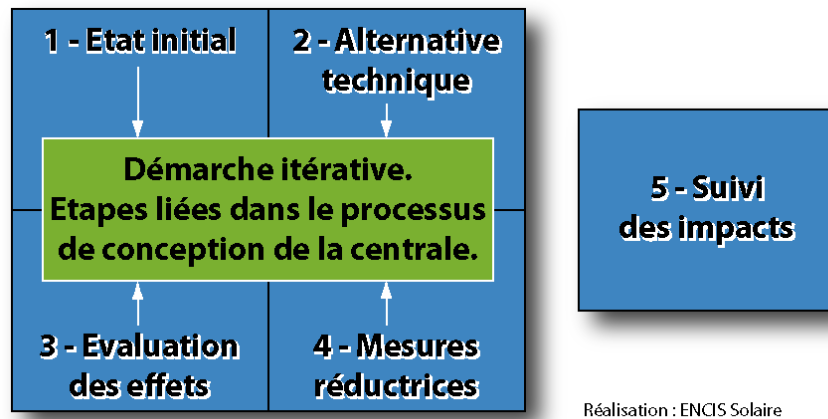 1 - Etat initial
2 - Alternative
technique
Démarche itérative.
Etapes liées dans le processus
de conception de la centrale.
3 - Evaluation
des effets
4 - Mesures
réductrices
5 - Suivi
des impacts
Réalisation : ENCIS Solaire